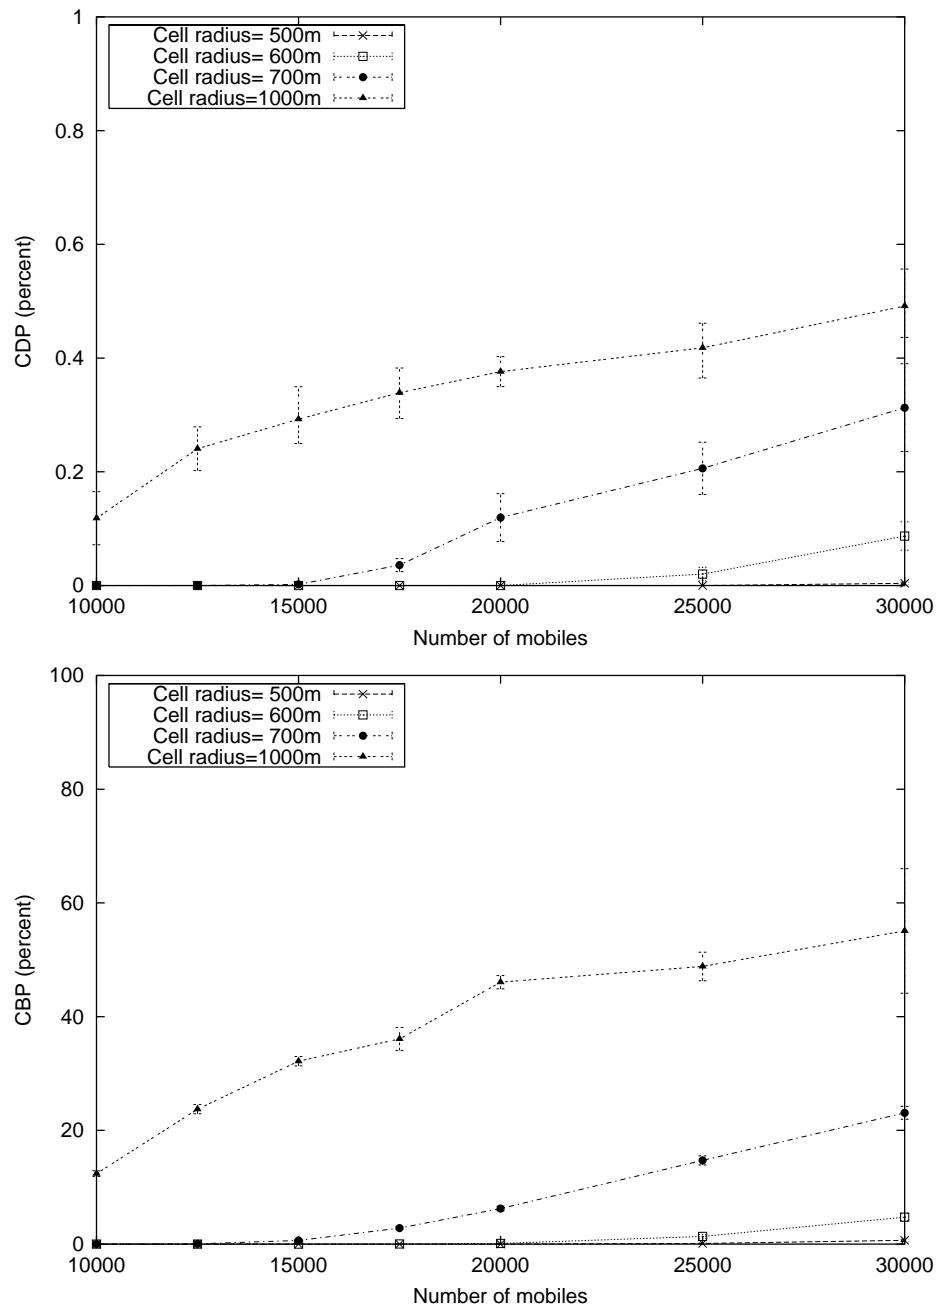 1
Cell radius= 500m
Cell radius= 600m
Cell radius= 700m
Cell radius=1000m
0.8
0.6
CDP (percent)
0.4
0.2
0
10000 15000 20000 25000 30000
Number of mobiles
100
Cell radius= 500m
Cell radius= 600m
Cell radius= 700m
Cell radius=1000m
80
60
CBP (percent)
40
20
0
10000 15000 20000 25000 30000
Number of mobiles